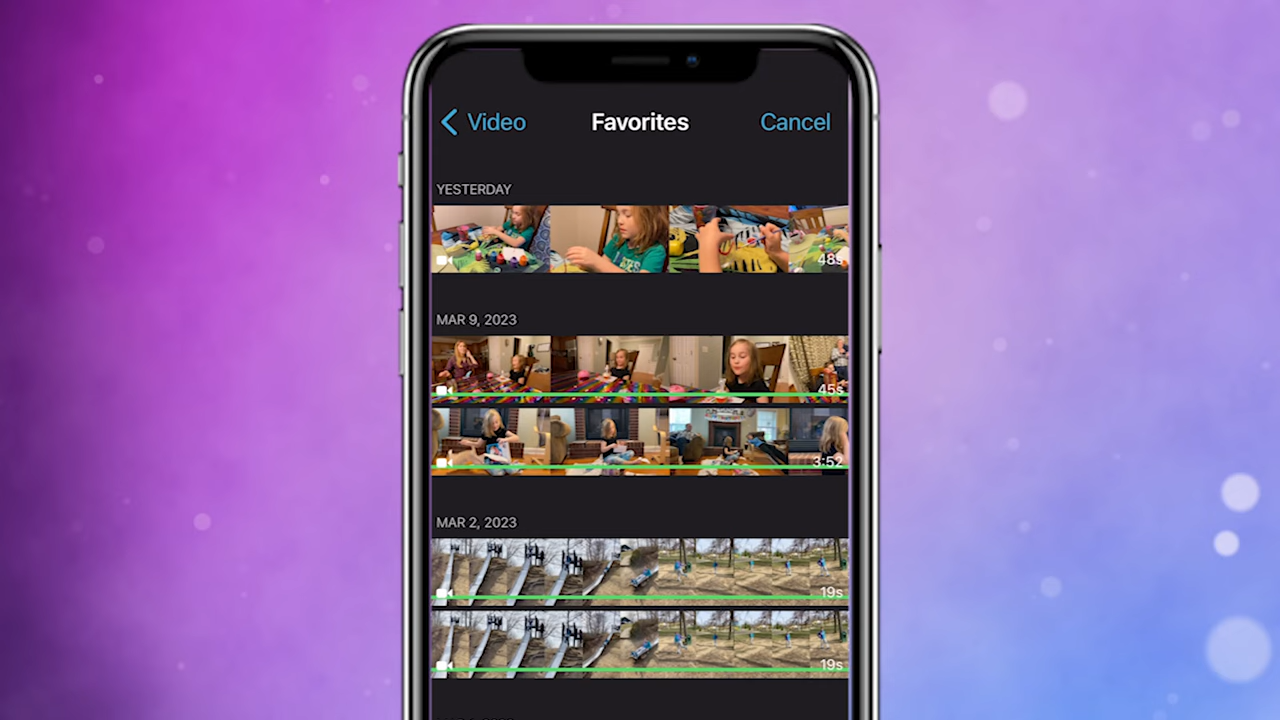 Video Favorites Cancel
YESTERDAY
48s
MAR 9, 2023
45s
3:52
MAR 2, 2023
19s
19s